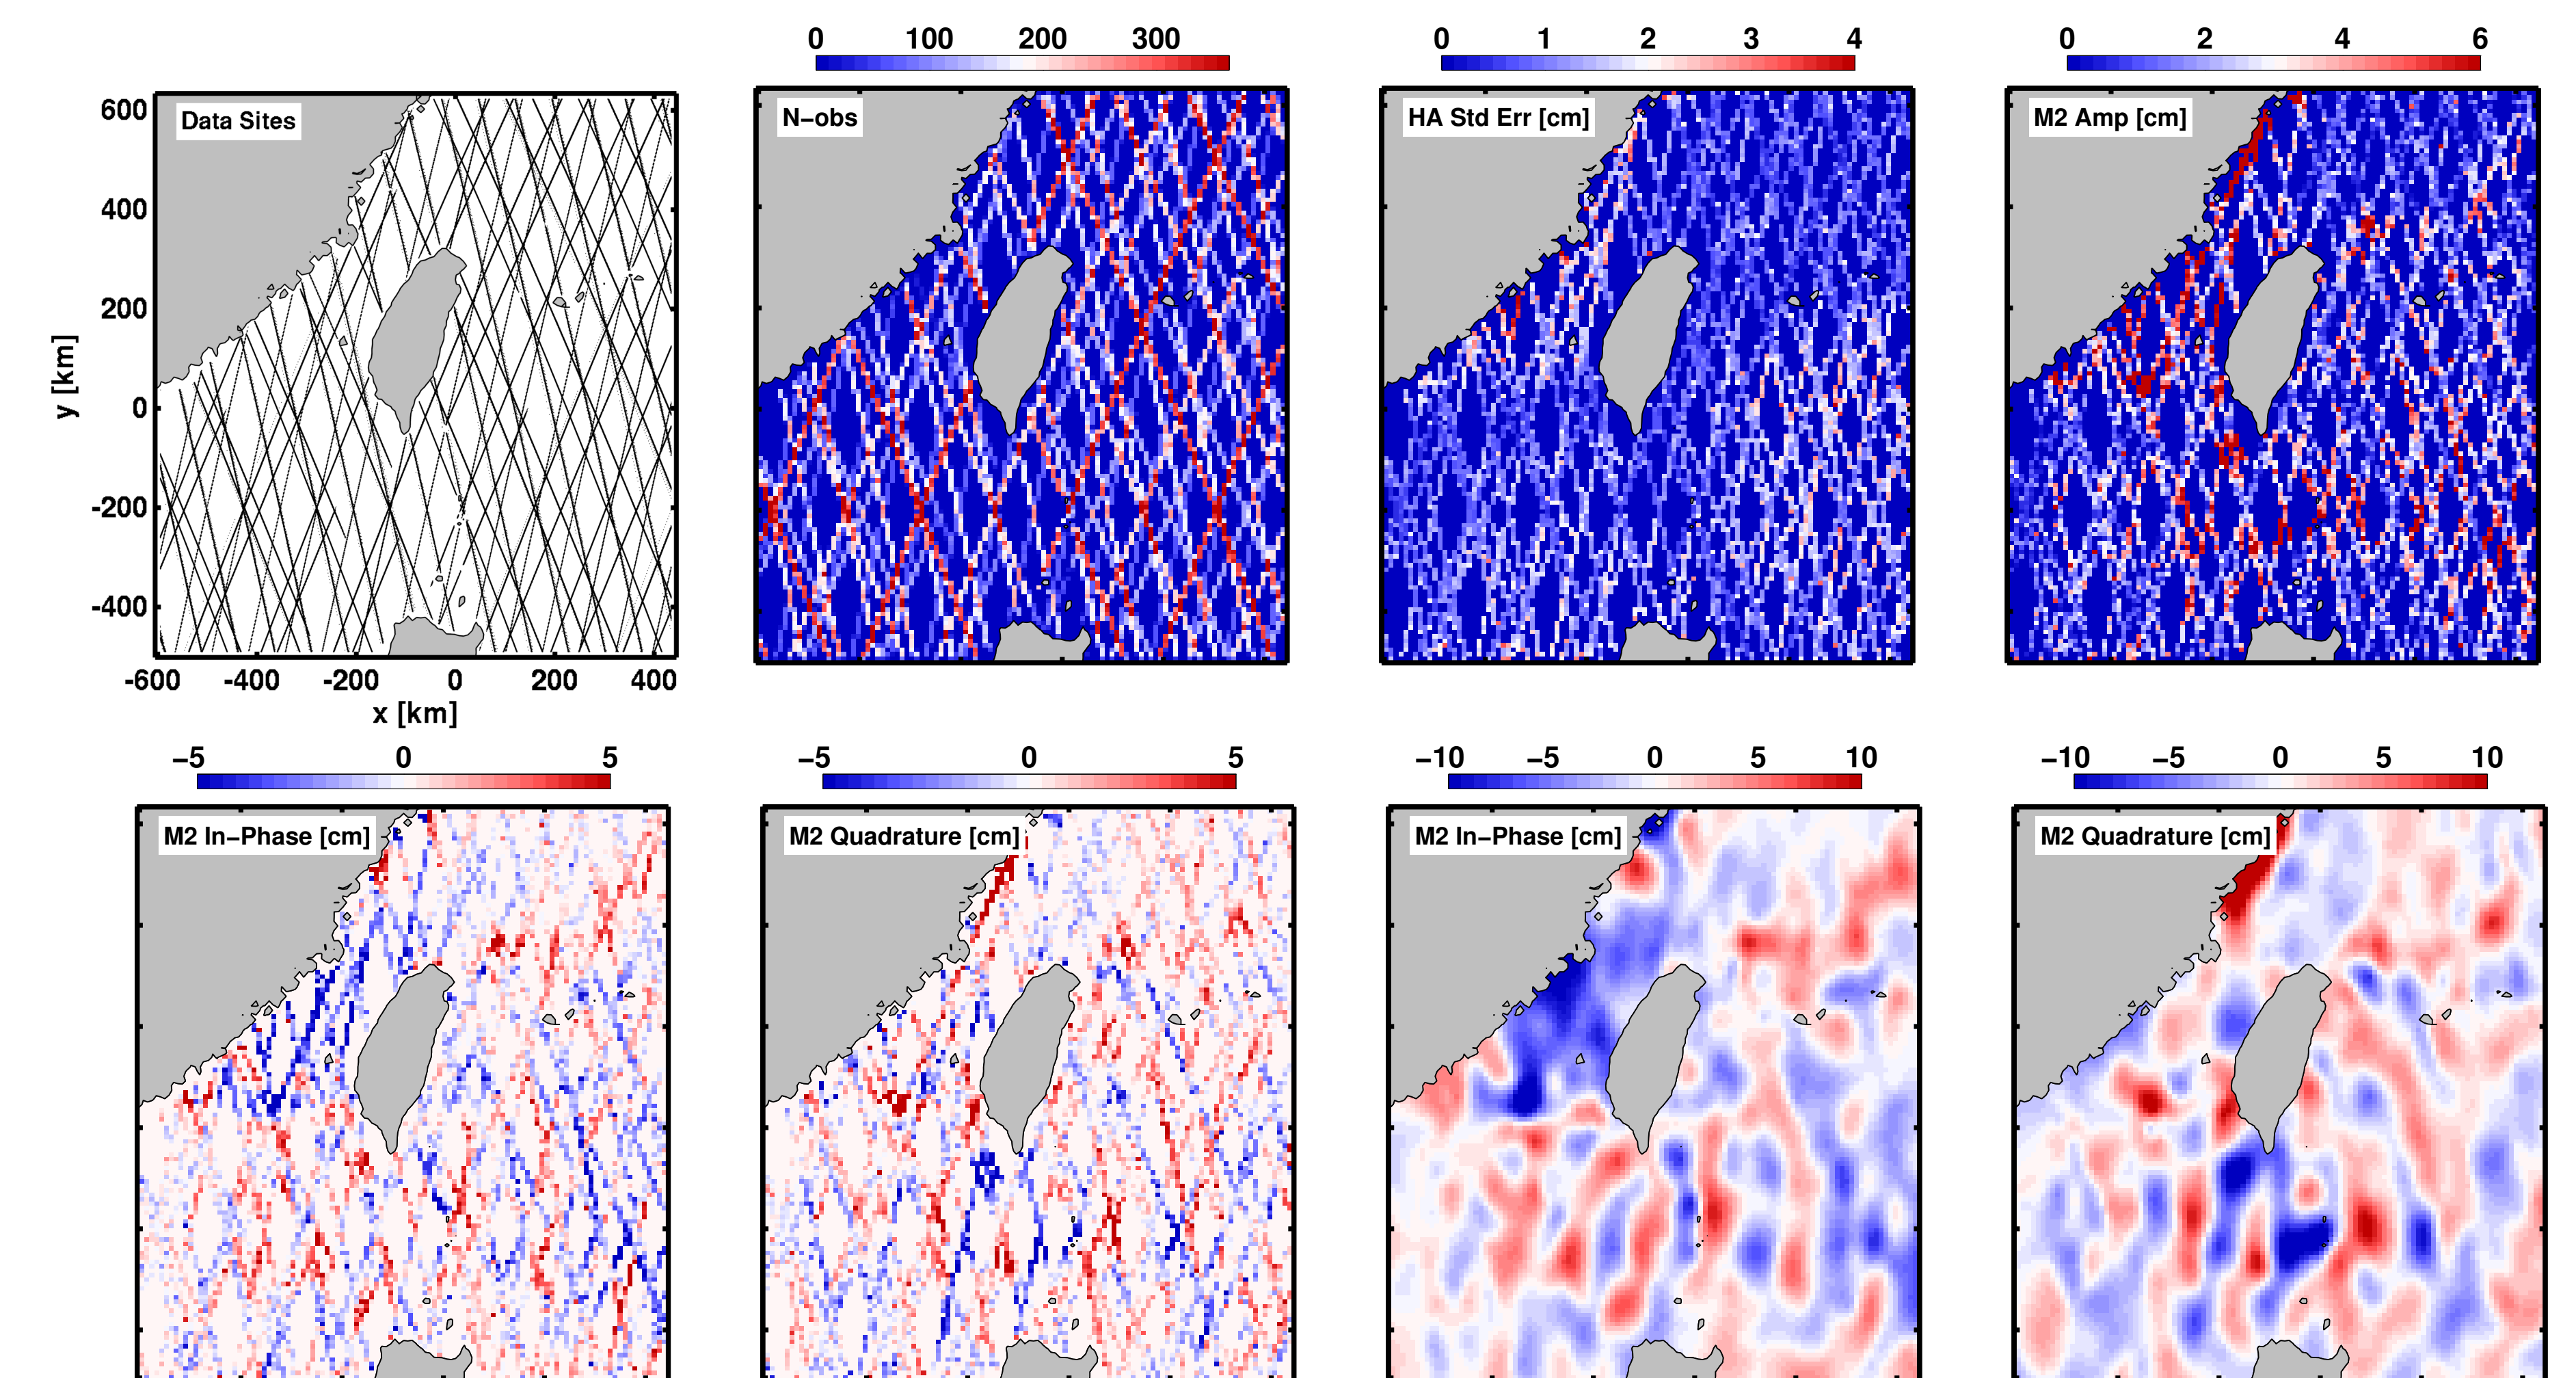 0 100 200 300
0 1 2 3 4
0 2 4 6
Data Sites
N−obs
HA Std Err [cm]
M2 Amp [cm]
600
400
200
0
-200
-400
y [km]
-600 -400 -200 0 200 400
x [km]
−5 0 5
−5 0 5
−10 −5 0 5 10
−10 −5 0 5 10
M2 In−Phase [cm]
M2 Quadrature [cm]
M2 In−Phase [cm]
M2 Quadrature [cm]